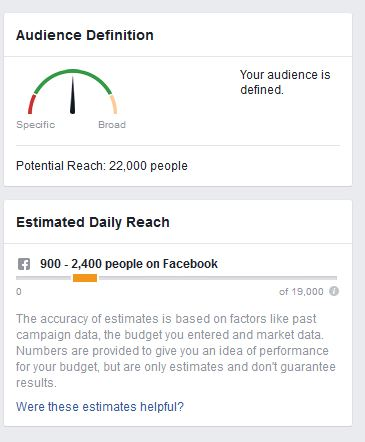 Audience Definition
Your audience is
defined.
Specific
Broad
Potential Reach: 22,000 people
Estimated Daily Reach
900 - 2,400 people on Facebook
0
of 19,000
The accuracy of estimates is based on factors like past
campaign data, the budget you entered and market data.
Numbers are provided to give you an idea of performance
for your budget, but are only estimates and don't guarantee
results.
Were these estimates helpful?